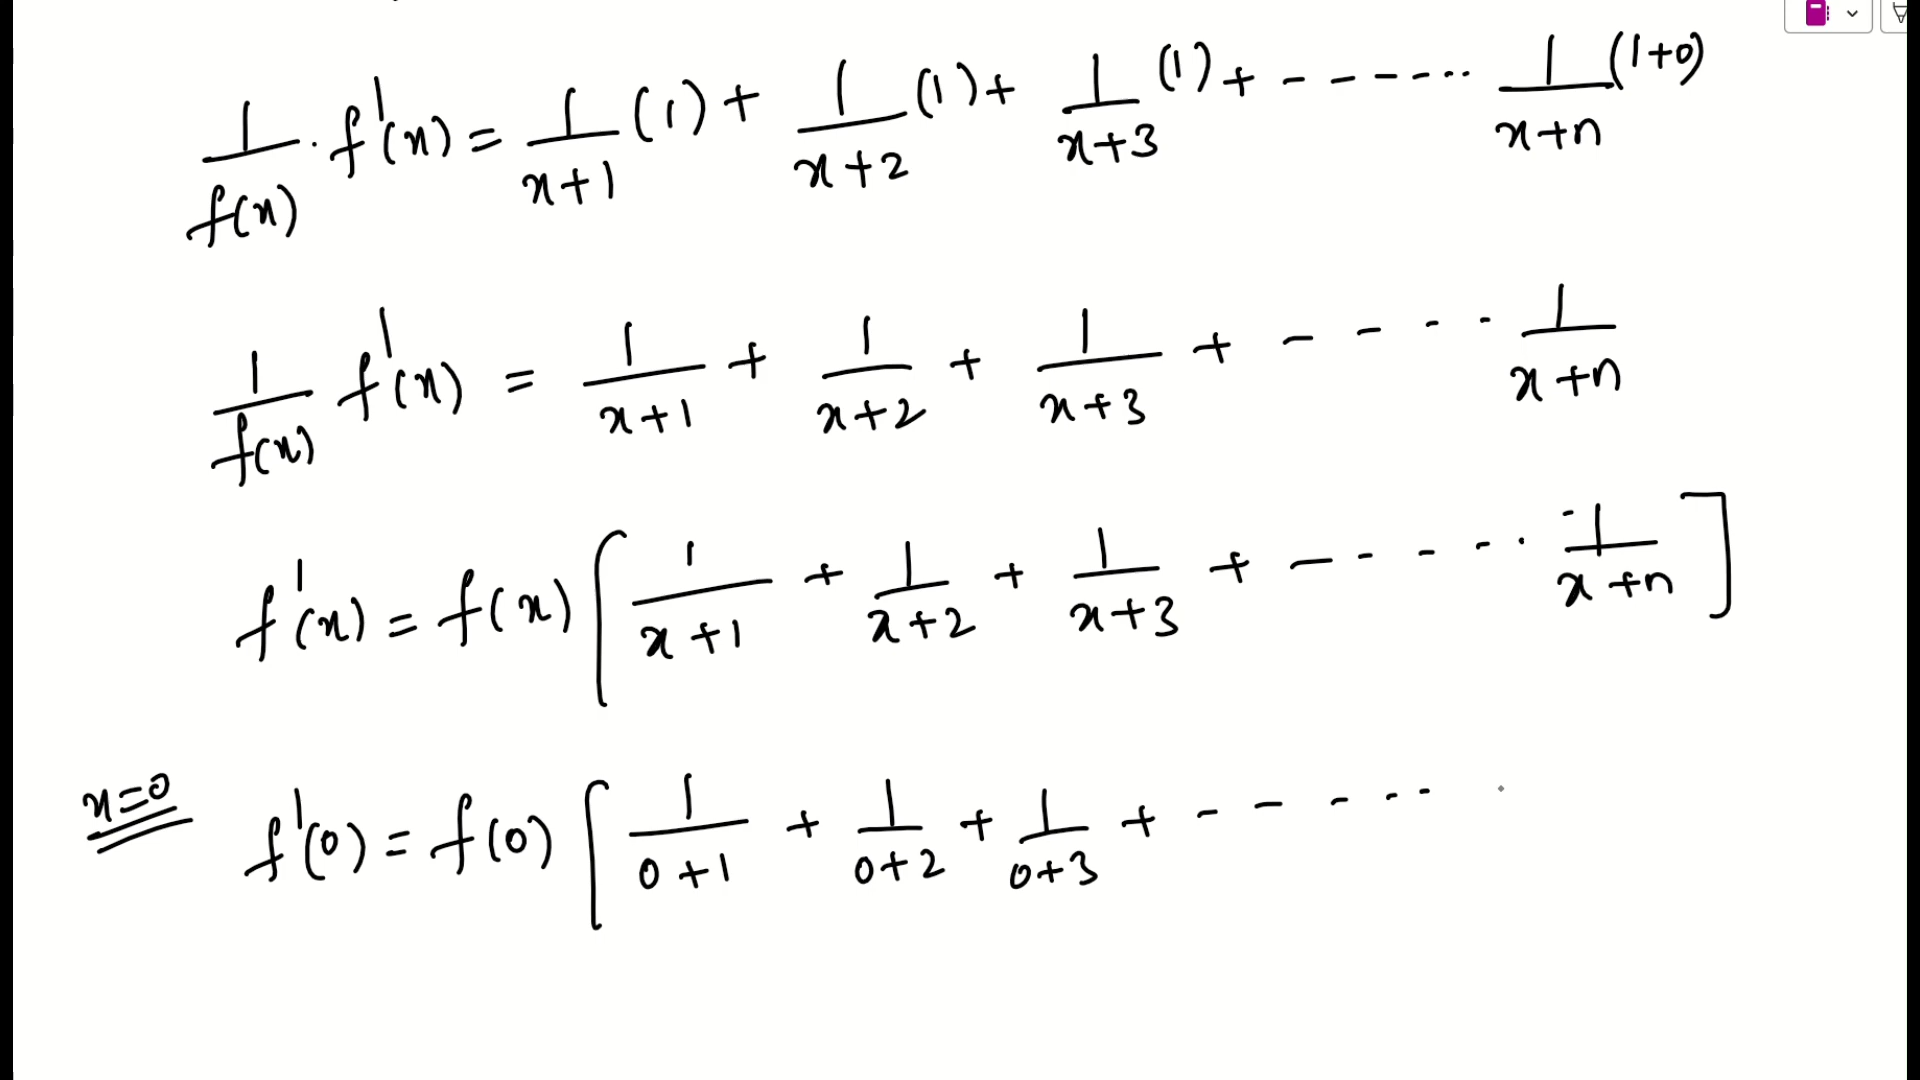 1/f(x) · f'(x) = 1/x+1 (1) + 1/x+2 (1) + 1/x+3 (1) + ------... 1/x+n (1+0)
1/f(x) f'(x) = 1/x+1 + 1/x+2 + 1/x+3 + - - - - 1/x+n
f'(x) = f(x) [ 1/x+1 + 1/x+2 + 1/x+3 + - - - - - . - 1/x+n ]
x=0 f'(0) = f(0) [ 1/0+1 + 1/0+2 + 1/0+3 + - - - - -